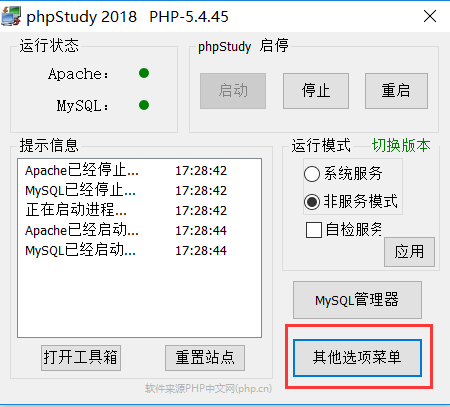 phpStudy 2018 PHP-5.4.45
运行状态
Apache:
MySQL:
phpStudy 启停
启动 停止 重启
提示信息
Apache已经停止... 17:28:42
MySQL已经停止... 17:28:42
正在启动进程... 17:28:42
Apache已经启动... 17:28:44
MySQL已经启动... 17:28:44
打开工具箱 重置站点
运行模式 切换版本
系统服务
非服务模式
自检服务
应用
MySQL管理器
其他选项菜单
软件来源PHP中文网(php.cn)